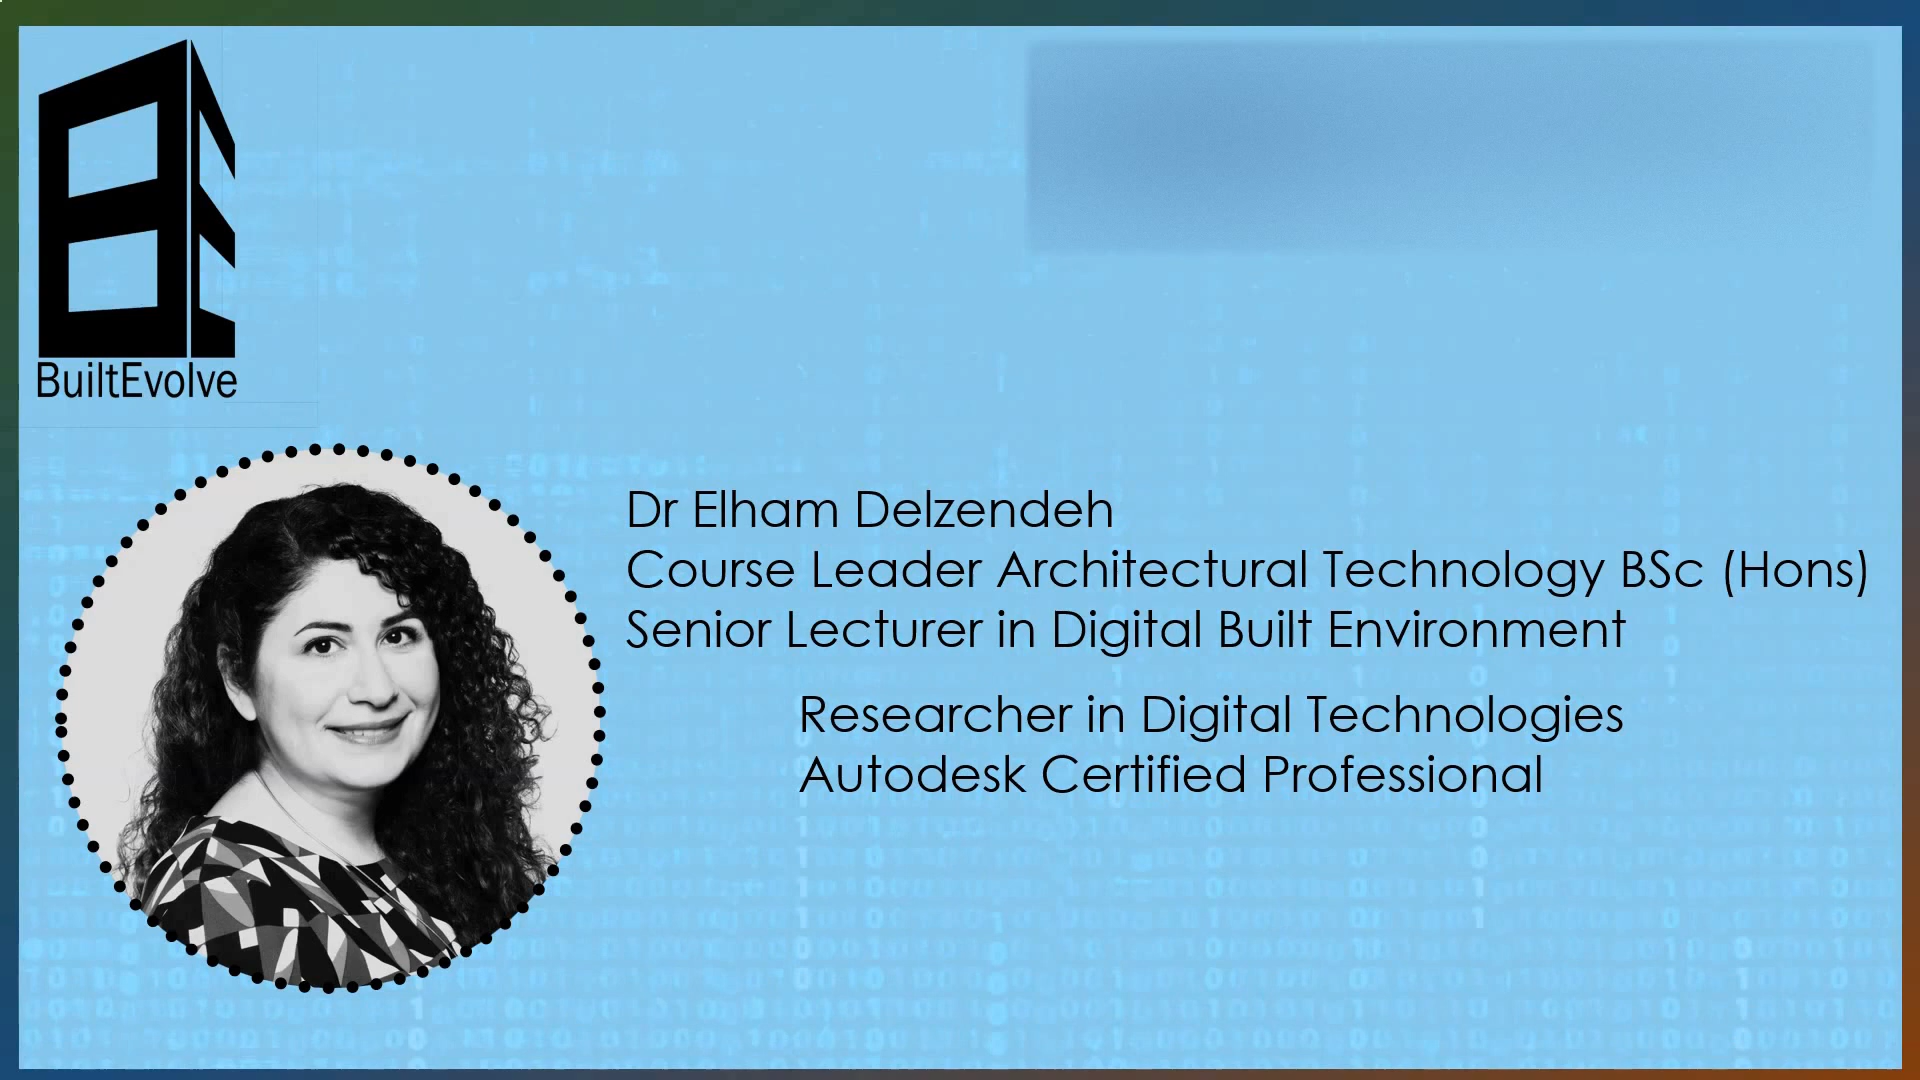 BuiltEvolve
Dr Elham Delzendeh
Course Leader Architectural Technology BSc (Hons)
Senior Lecturer in Digital Built Environment
Researcher in Digital Technologies
Autodesk Certified Professional